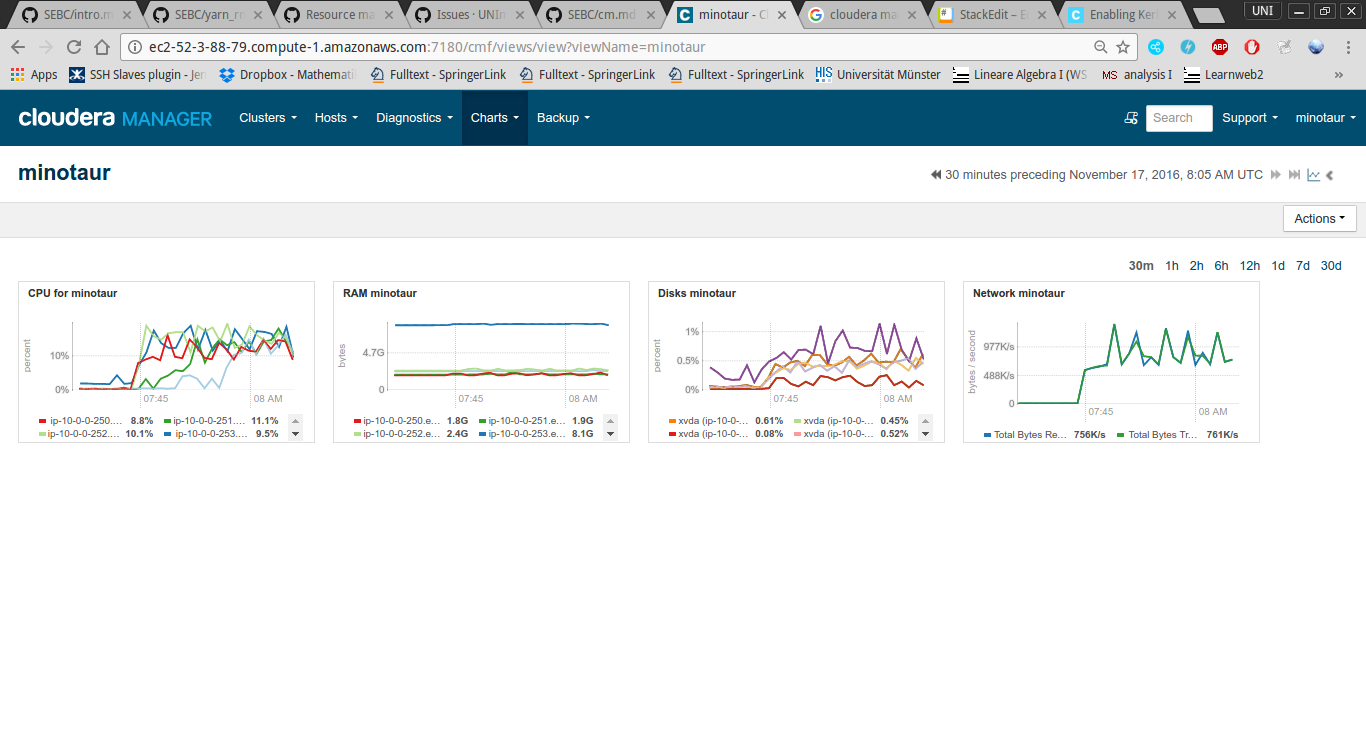 SEBC/intro.m
SEBC/yarn_m
Resource ma
Issues · UNIn
SEBC/cm.md
minotaur - Cl
cloudera ma
StackEdit – E
Enabling Ker
UNI
ec2-52-3-88-79.compute-1.amazonaws.com:7180/cmf/views/view?viewName=minotaur
ABP
Apps SSH Slaves plugin - Jen Dropbox - Mathemati Fulltext - SpringerLink Fulltext - SpringerLink Fulltext - SpringerLink HIS Universität Münster Lineare Algebra I (WS MS analysis I Learnweb2 »
cloudera MANAGER Clusters Hosts Diagnostics Charts Backup Search Support minotaur
minotaur
30 minutes preceding November 17, 2016, 8:05 AM UTC
Actions
30m 1h 2h 6h 12h 1d 7d 30d
CPU for minotaur
percent
10%
0%
07:45 08 AM
ip-10-0-0-250.... 8.8% ip-10-0-0-251.... 11.1%
ip-10-0-0-252.... 10.1% ip-10-0-0-253.... 9.5%
RAM minotaur
bytes
4.7G
0
07:45 08 AM
ip-10-0-0-250.e... 1.8G ip-10-0-0-251.e... 1.9G
ip-10-0-0-252.e... 2.4G ip-10-0-0-253.e... 8.1G
Disks minotaur
percent
1%
0.5%
0%
07:45 08 AM
xvda (ip-10-0-... 0.61% xvda (ip-10-0-... 0.45%
xvda (ip-10-0-... 0.08% xvda (ip-10-0-... 0.52%
Network minotaur
bytes / second
977K/s
488K/s
0
07:45 08 AM
Total Bytes Re... 756K/s Total Bytes Tr... 761K/s